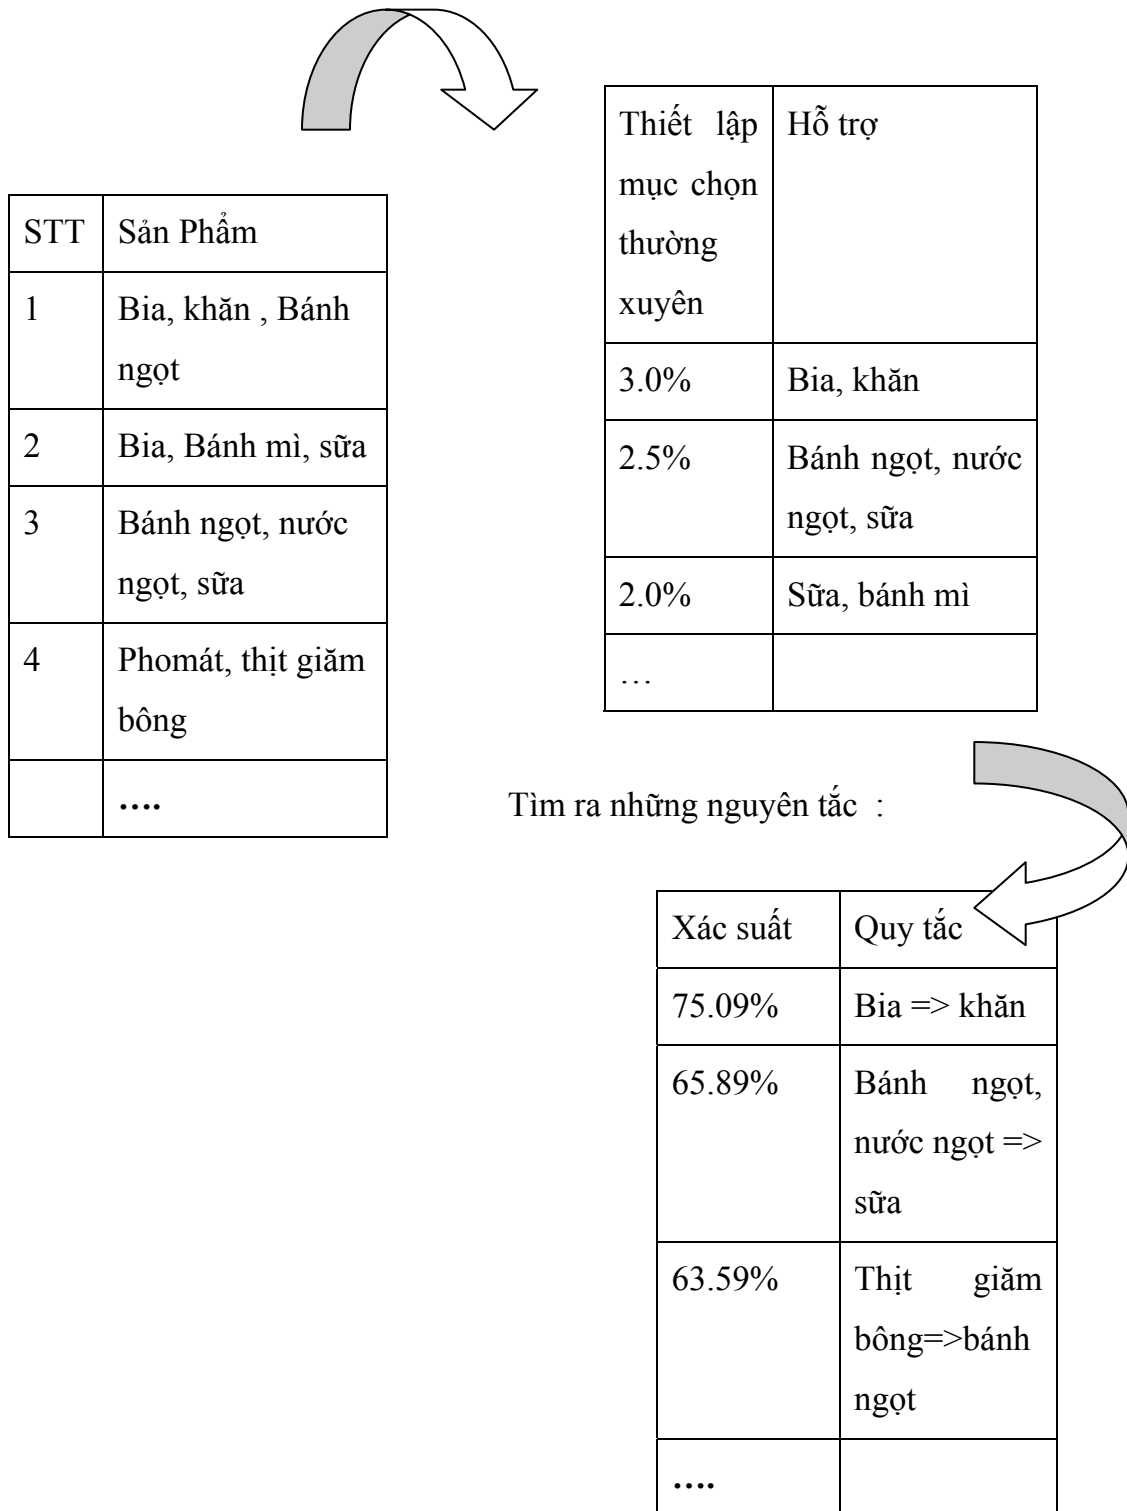 STT Sản Phẩm
1 Bia, khăn , Bánh
ngọt
2 Bia, Bánh mì, sữa
3 Bánh ngọt, nước
ngọt, sữa
4 Phomát, thịt giăm
bông
….
Thiết lập Hỗ trợ
mục chọn
thường
xuyên
3.0% Bia, khăn
2.5% Bánh ngọt, nước
ngọt, sữa
2.0% Sữa, bánh mì
…
Tìm ra những nguyên tắc :
Xác suất Quy tắc
75.09% Bia => khăn
65.89% Bánh ngọt,
nước ngọt =>
sữa
63.59% Thịt giăm
bông=>bánh
ngọt
….